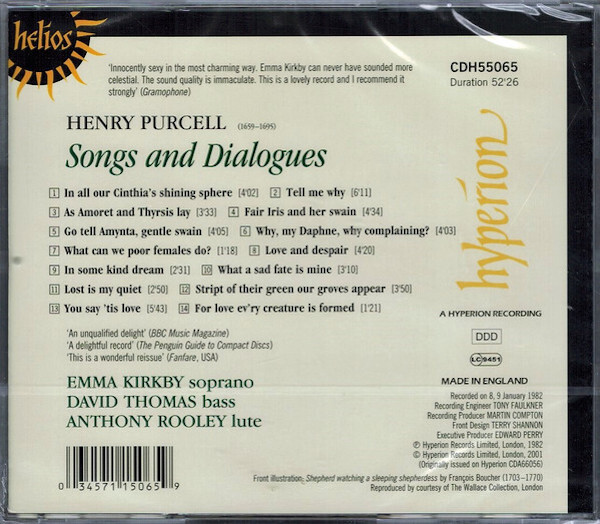 helios
'Innocently sexy in the most charming way. Emma Kirkby can never have sounded more
celestial. The sound quality is immaculate. This is a lovely record and I recommend it
strongly' (Gramophone)
CDH55065
Duration 52'26
HENRY PURCELL (1659–1695)
Songs and Dialogues
1 In all our Cinthia's shining sphere [4'02] 2 Tell me why [6'11]
3 As Amoret and Thyrsis lay [3'33] 4 Fair Iris and her swain [4'34]
5 Go tell Amynta, gentle swain [4'05] 6 Why, my Daphne, why complaining? [4'03]
7 What can we poor females do? [1'18] 8 Love and despair [4'20]
9 In some kind dream [2'31] 10 What a sad fate is mine [3'10]
11 Lost is my quiet [2'50] 12 Stript of their green our groves appear [3'50]
13 You say 'tis love [5'43] 14 For love ev'ry creature is formed [1'21]
hyperion
'An unqualified delight' (BBC Music Magazine)
'A delightful record' (The Penguin Guide to Compact Discs)
'This is a wonderful reissue' (Fanfare, USA)
A HYPERION RECORDING
DDD
LC 9451
EMMA KIRKBY soprano
DAVID THOMAS bass
ANTHONY ROOLEY lute
MADE IN ENGLAND
Recorded on 8, 9 January 1982
Recording Engineer TONY FAULKNER
Recording Producer MARTIN COMPTON
Front Design TERRY SHANNON
Executive Producer EDWARD PERRY
℗ Hyperion Records Limited, London, 1982
© Hyperion Records Limited, London, 2001
(Originally issued on Hyperion CDA66056)
0 34571 15065 9
Front illustration: Shepherd watching a sleeping shepherdess by François Boucher (1703–1770)
Reproduced by courtesy of The Wallace Collection, London